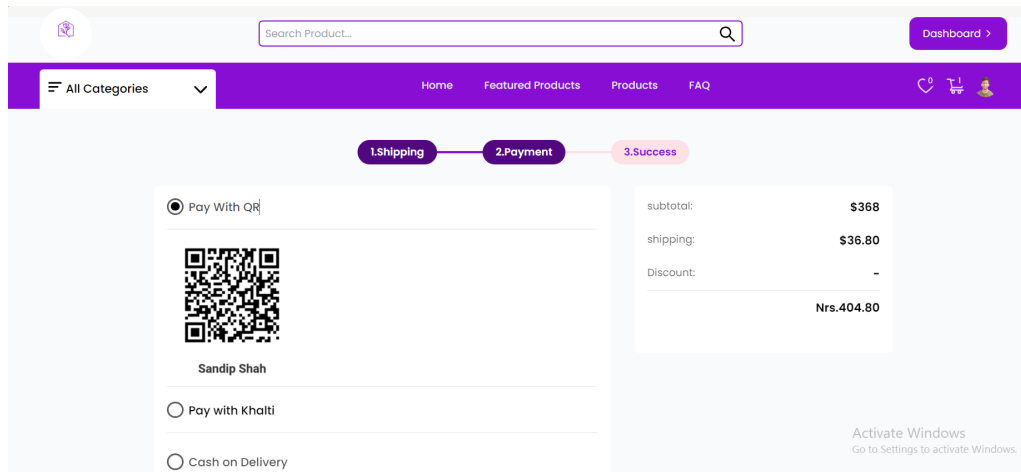 Search Product...
Dashboard >
All Categories
Home Featured Products Products FAQ
0 1
1.Shipping 2.Payment 3.Success
Pay With QR
Sandip Shah
Pay with Khalti
Cash on Delivery
subtotal: $368
shipping: $36.80
Discount: -
Nrs.404.80
Activate Windows
Go to Settings to activate Windows.